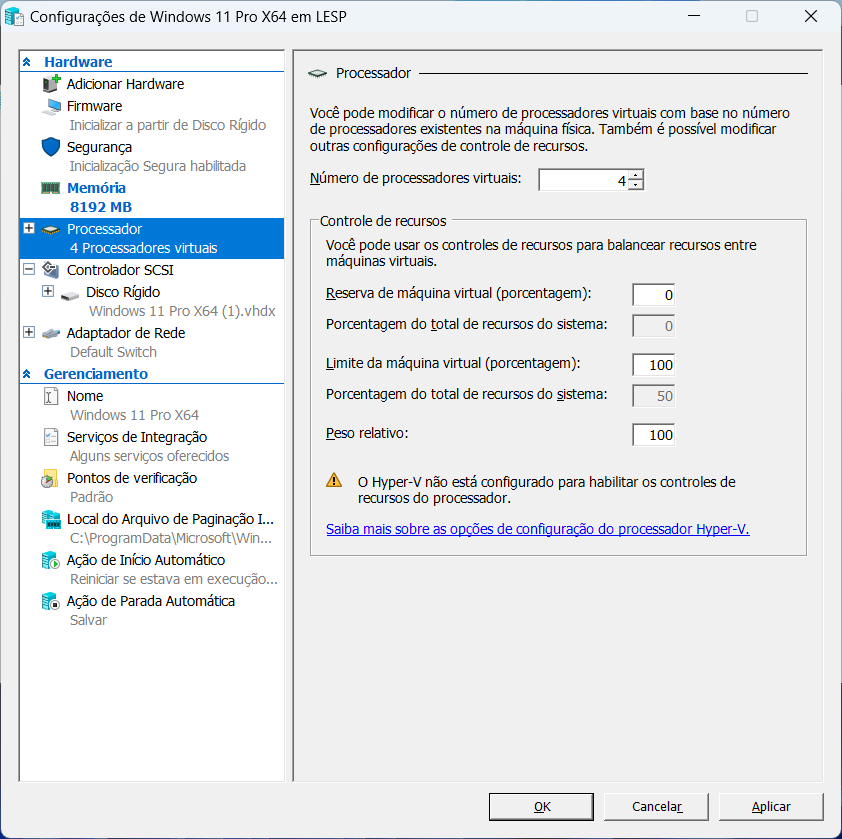 Configurações de Windows 11 Pro X64 em LESP
Hardware
Adicionar Hardware
Firmware
Inicializar a partir de Disco Rígido
Segurança
Inicialização Segura habilitada
Memória
8192 MB
Processador
4 Processadores virtuais
Controlador SCSI
Disco Rígido
Windows 11 Pro X64 (1).vhdx
Adaptador de Rede
Default Switch
Gerenciamento
Nome
Windows 11 Pro X64
Serviços de Integração
Alguns serviços oferecidos
Pontos de verificação
Padrão
Local do Arquivo de Paginação I...
C:\ProgramData\Microsoft\Win...
Ação de Início Automático
Reiniciar se estava em execução...
Ação de Parada Automática
Salvar
Processador
Você pode modificar o número de processadores virtuais com base no número
de processadores existentes na máquina física. Também é possível modificar
outras configurações de controle de recursos.
Número de processadores virtuais: 4
Controle de recursos
Você pode usar os controles de recursos para balancear recursos entre
máquinas virtuais.
Reserva de máquina virtual (porcentagem): 0
Porcentagem do total de recursos do sistema: 0
Limite da máquina virtual (porcentagem): 100
Porcentagem do total de recursos do sistema: 50
Peso relativo: 100
O Hyper-V não está configurado para habilitar os controles de
recursos do processador.
Saiba mais sobre as opções de configuração do processador Hyper-V.
OK Cancelar Aplicar